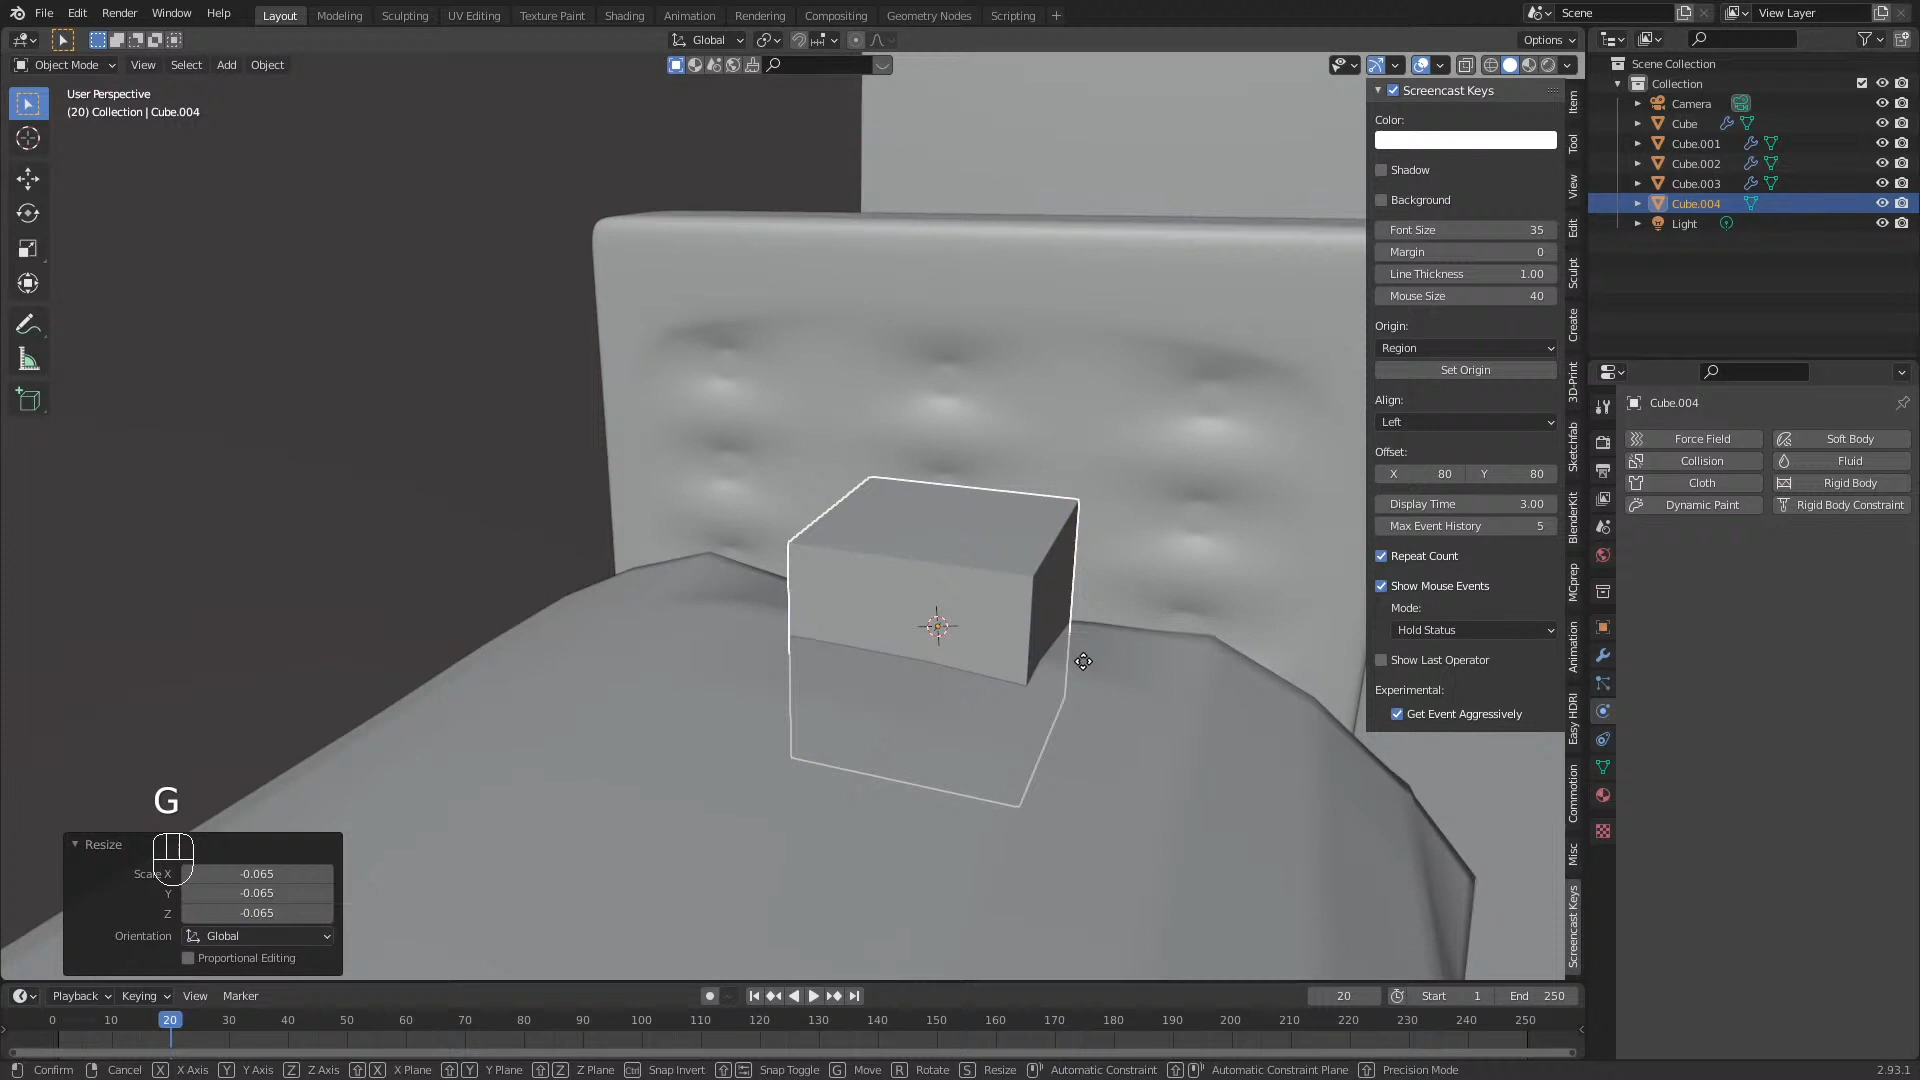 File Edit Render Window Help Layout Modeling Sculpting UV Editing Texture Paint Shading Animation Rendering Compositing Geometry Nodes Scripting + Scene View Layer
Global Options
Object Mode View Select Add Object
User Perspective
(20) Collection | Cube.004
Screencast Keys
Color:
Shadow
Background
Font Size 35
Margin 0
Line Thickness 1.00
Mouse Size 40
Origin:
Region
Set Origin
Align:
Left
Offset:
X 80 Y 80
Display Time 3.00
Max Event History 5
Repeat Count
Show Mouse Events
Mode:
Hold Status
Show Last Operator
Experimental:
Get Event Aggressively
Item
Tool
View
Edit
Sculpt
Create
3D-Print
Sketchfab
BlenderKit
MCprep
Animation
Easy HDRI
Commotion
Misc
Screencast Keys
Scene Collection
Collection
Camera
Cube
Cube.001
Cube.002
Cube.003
Cube.004
Light
Cube.004
Force Field Soft Body
Collision Fluid
Cloth Rigid Body
Dynamic Paint Rigid Body Constraint
G
Resize
Scale X -0.065
Y -0.065
Z -0.065
Orientation Global
Proportional Editing
Playback Keying View Marker 20 Start 1 End 250
0 10 20 30 40 50 60 70 80 90 100 110 120 130 140 150 160 170 180 190 200 210 220 230 240 250
Confirm Cancel X X Axis Y Y Axis Z Z Axis X X Plane Y Y Plane Z Z Plane Ctrl Snap Invert Snap Toggle G Move R Rotate S Resize Automatic Constraint Automatic Constraint Plane Precision Mode 2.93.1